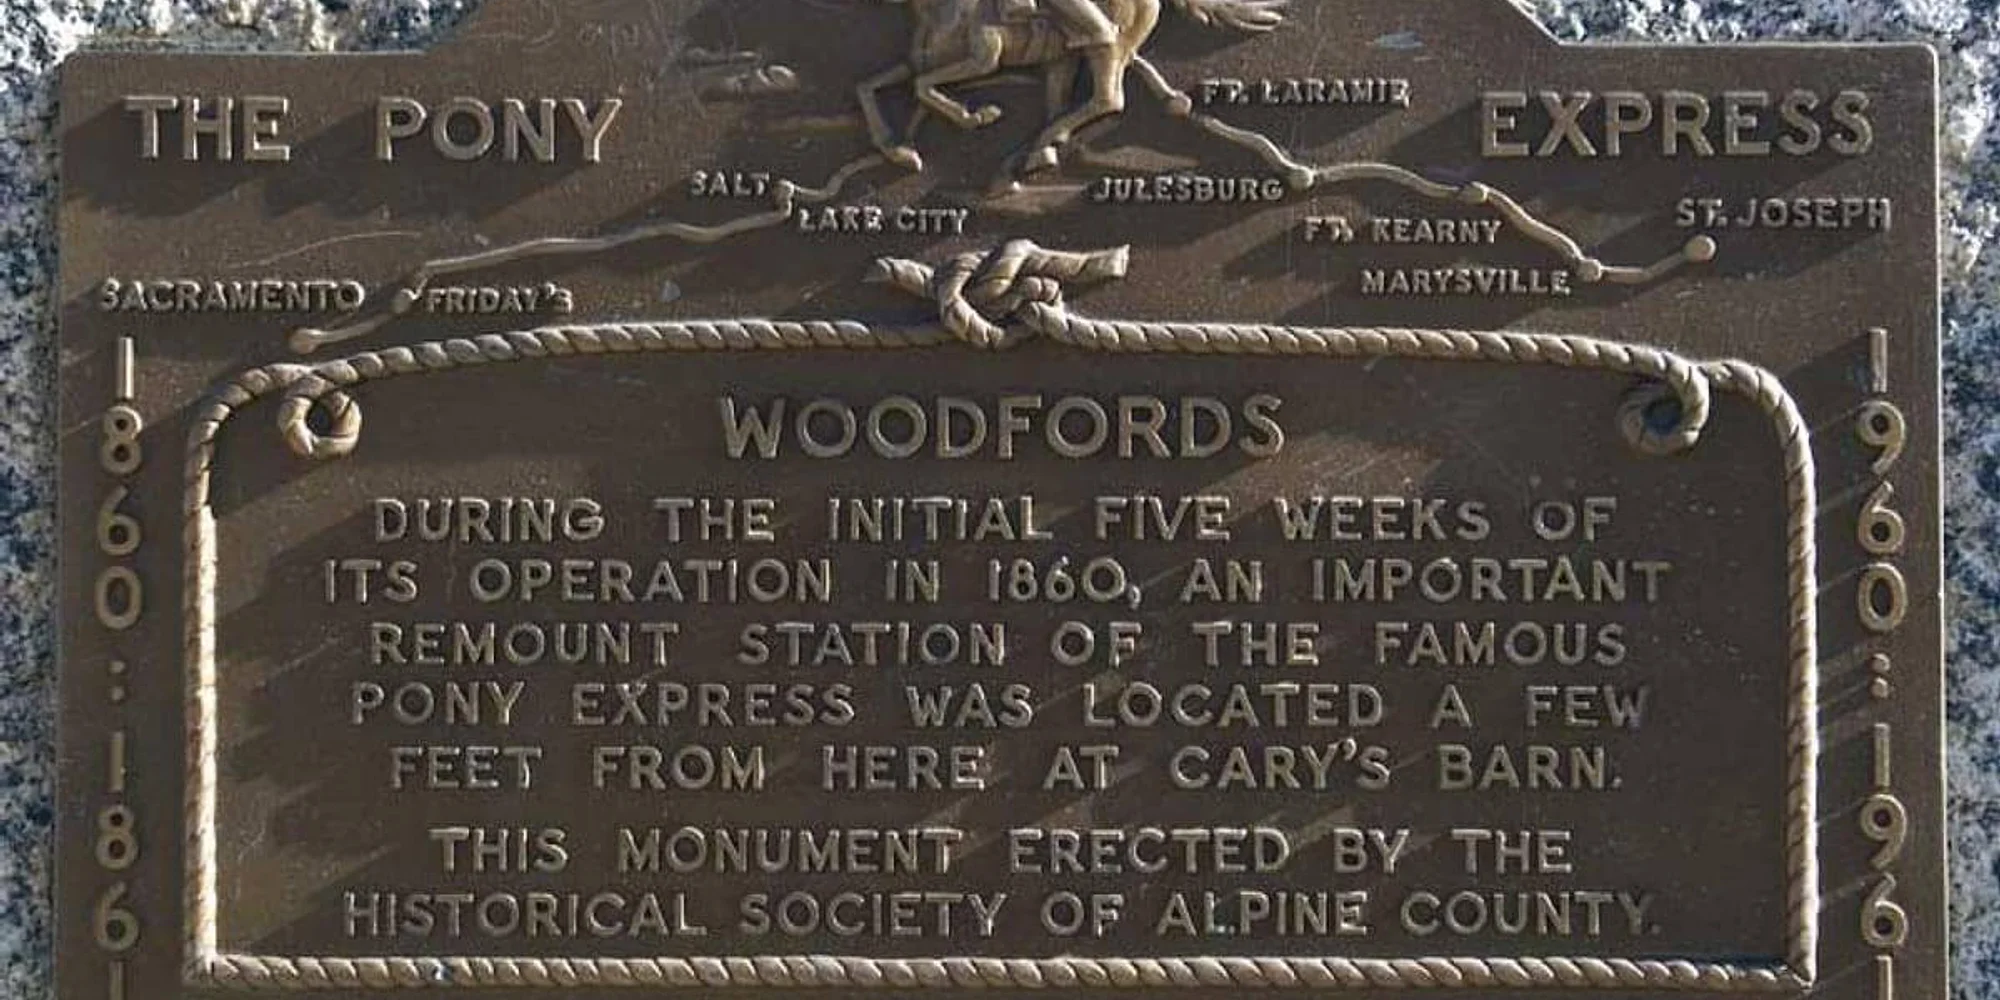 THE PONY EXPRESS
FT. LARAMIE
SALT
LAKE CITY
JULESBURG
FT. KEARNY
ST. JOSEPH
MARYSVILLE
SACRAMENTO
FRIDAY'S
1860:1861
1960:1961
WOODFORDS
DURING THE INITIAL FIVE WEEKS OF
ITS OPERATION IN 1860, AN IMPORTANT
REMOUNT STATION OF THE FAMOUS
PONY EXPRESS WAS LOCATED A FEW
FEET FROM HERE AT CARY'S BARN.
THIS MONUMENT ERECTED BY THE
HISTORICAL SOCIETY OF ALPINE COUNTY.